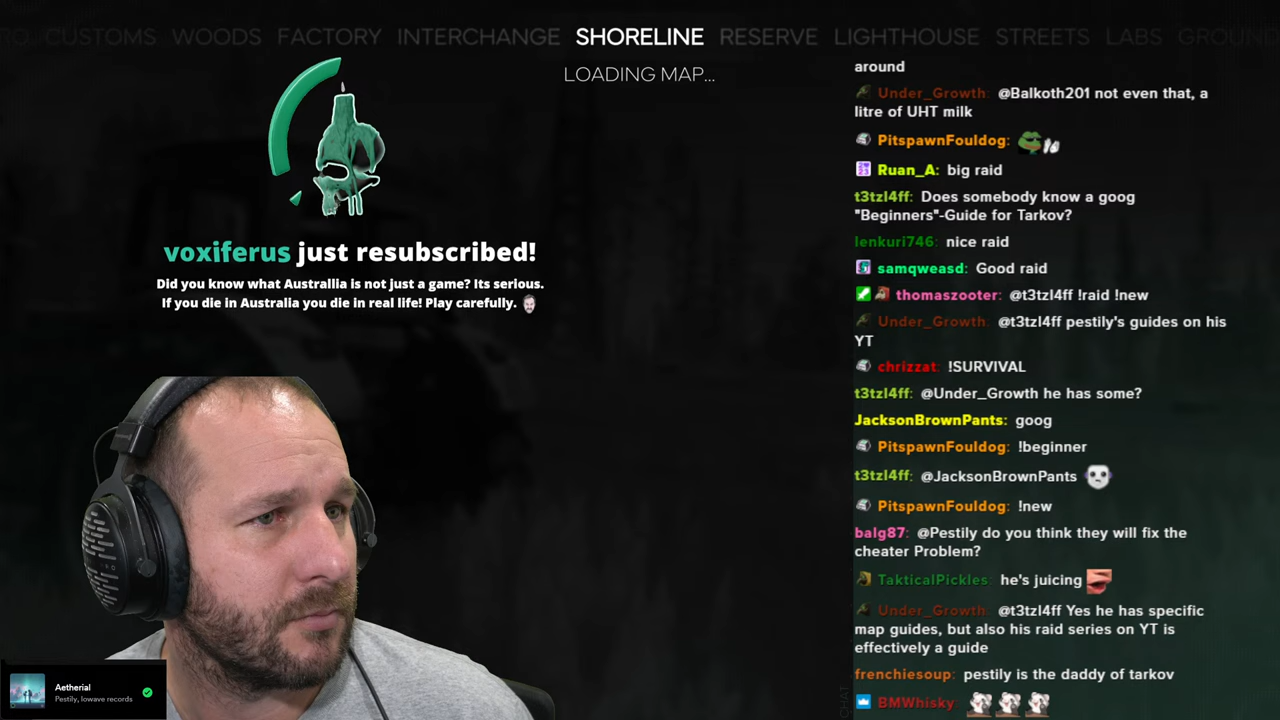 CUSTOMS WOODS FACTORY INTERCHANGE SHORELINE RESERVE LIGHTHOUSE STREETS LABS
LOADING MAP...
voxiferus just resubscribed!
Did you know what Australlia is not just a game? Its serious.
If you die in Australia you die in real life! Play carefully.
Aetherial
Pestily, lowave records
around
Under_Growth: @Balkoth201 not even that, a
litre of UHT milk
PitspawnFouldog:
Ruan_A: big raid
t3tzl4ff: Does somebody know a goog
"Beginners"-Guide for Tarkov?
lenkuri746: nice raid
samqweasd: Good raid
thomaszooter: @t3tzl4ff !raid !new
Under_Growth: @t3tzl4ff pestily's guides on his
YT
chrizzat: !SURVIVAL
t3tzl4ff: @Under_Growth he has some?
JacksonBrownPants: goog
PitspawnFouldog: !beginner
t3tzl4ff: @JacksonBrownPants
PitspawnFouldog: !new
balg87: @Pestily do you think they will fix the
cheater Problem?
TakticalPickles: he's juicing
Under_Growth: @t3tzl4ff Yes he has specific
map guides, but also his raid series on YT is
effectively a guide
frenchiesoup: pestily is the daddy of tarkov
BMWhisky:
CHAT